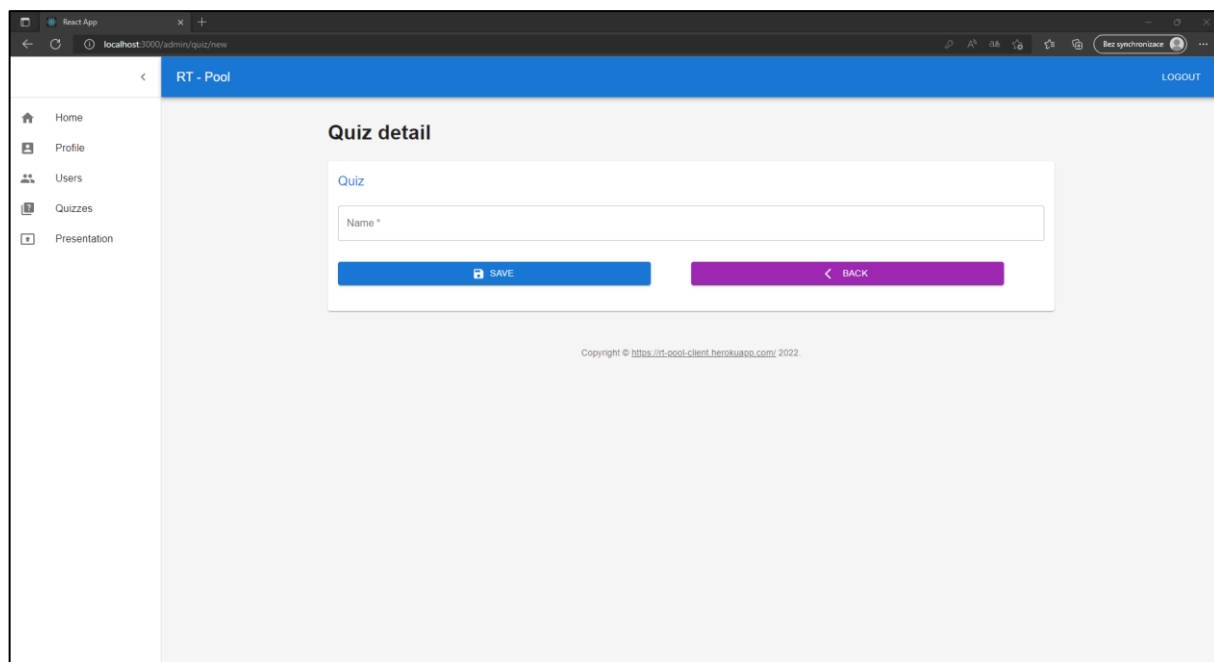 React App
localhost:3000/admin/quiz/new
Bez synchronizace
RT - Pool
LOGOUT
Home
Profile
Users
Quizzes
Presentation
Quiz detail
Quiz
Name *
SAVE
BACK
Copyright © https://rt-pool-client.herokuapp.com/ 2022.